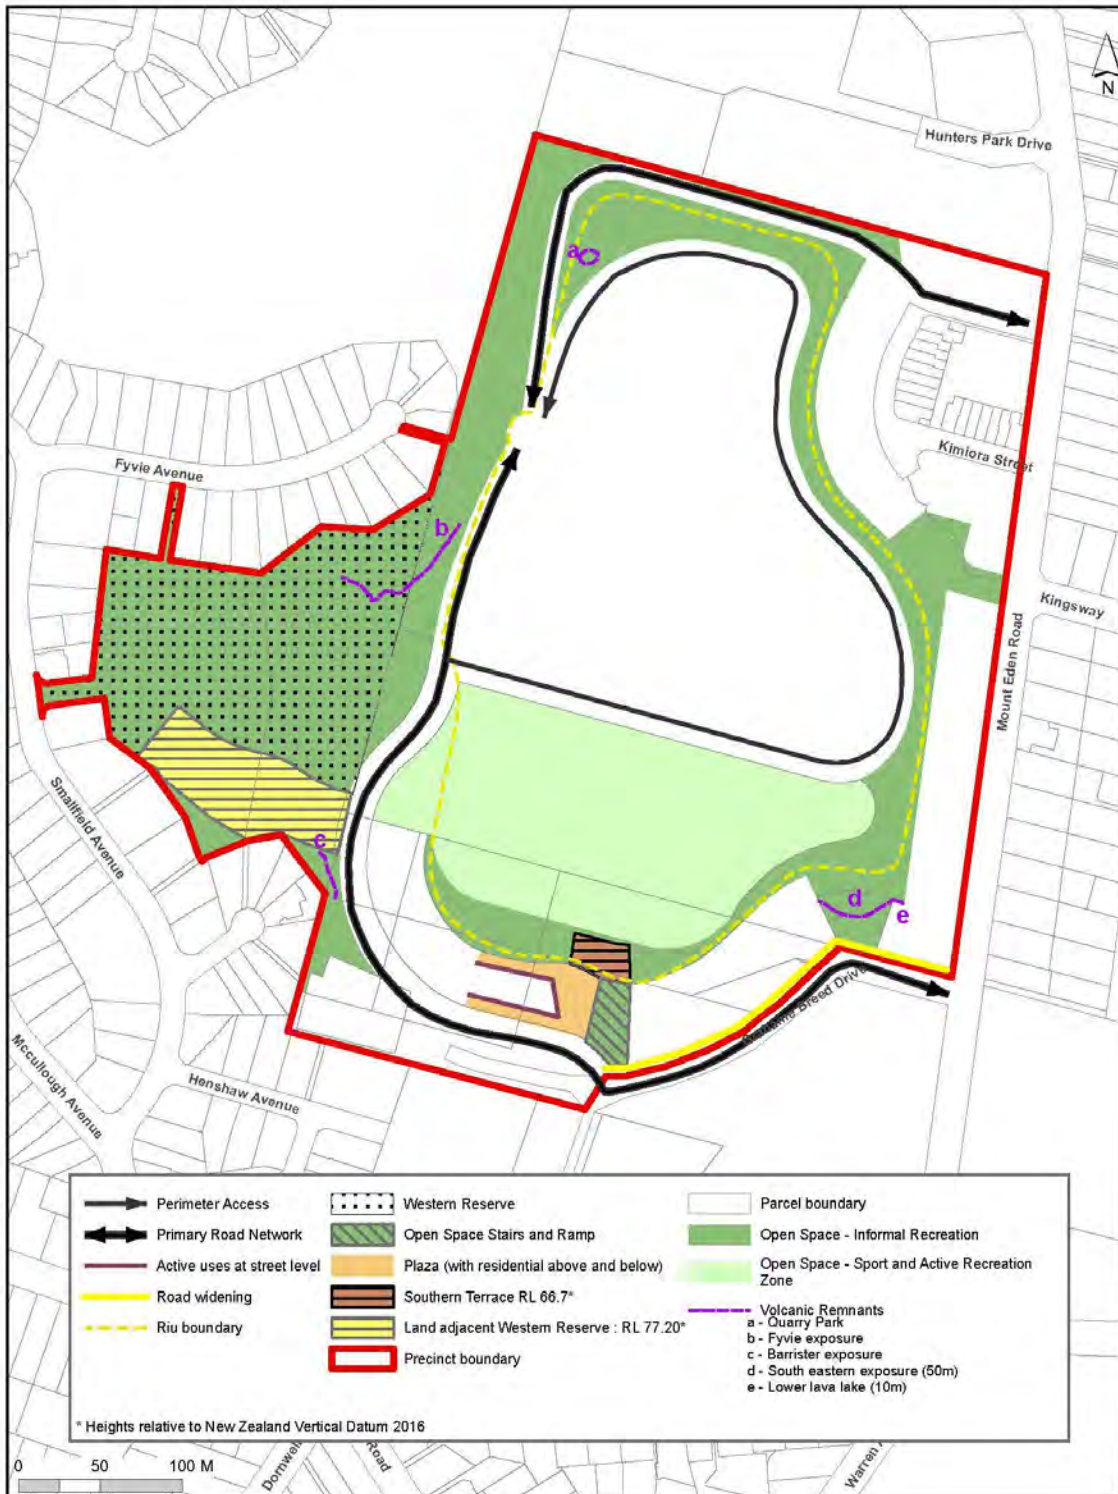 N
Hunters Park Drive
a
Kimiora Street
Fyvie Avenue
b
Kingsway
Mount Eden Road
Smallfield Avenue
e
d
e
Breed Drive
Mccullough Avenue
Henshaw Avenue
Perimeter Access
Primary Road Network
Active uses at street level
Road widening
Riu boundary
Western Reserve
Open Space Stairs and Ramp
Plaza (with residential above and below)
Southern Terrace RL 66.7*
Land adjacent Western Reserve : RL 77.20*
Precinct boundary
Parcel boundary
Open Space - Informal Recreation
Open Space - Sport and Active Recreation
Zone
Volcanic Remnants
a - Quarry Park
b - Fyvie exposure
c - Barrister exposure
d - South eastern exposure (50m)
e - Lower lava lake (10m)
* Heights relative to New Zealand Vertical Datum 2016
0 50 100 M
Road
Warren